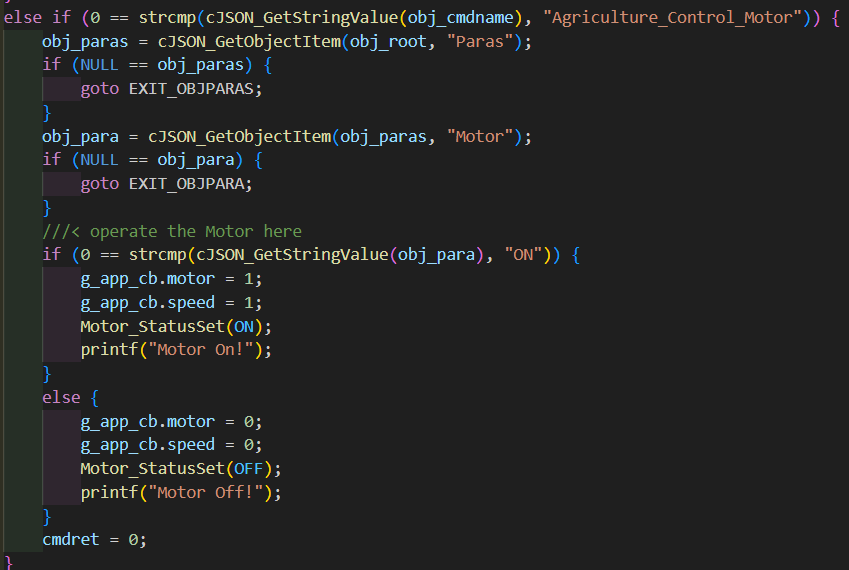 else if (0 == strcmp(cJSON_GetStringValue(obj_cmdname), "Agriculture_Control_Motor")) {
    obj_paras = cJSON_GetObjectItem(obj_root, "Paras");
    if (NULL == obj_paras) {
        goto EXIT_OBJPARAS;
    }
    obj_para = cJSON_GetObjectItem(obj_paras, "Motor");
    if (NULL == obj_para) {
        goto EXIT_OBJPARA;
    }
    ///< operate the Motor here
    if (0 == strcmp(cJSON_GetStringValue(obj_para), "ON")) {
        g_app_cb.motor = 1;
        g_app_cb.speed = 1;
        Motor_StatusSet(ON);
        printf("Motor On!");
    }
    else {
        g_app_cb.motor = 0;
        g_app_cb.speed = 0;
        Motor_StatusSet(OFF);
        printf("Motor Off!");
    }
    cmdret = 0;
}